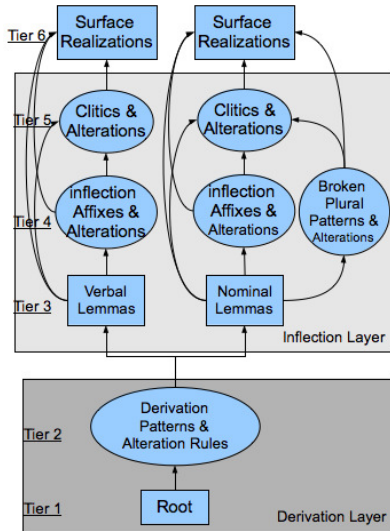 Tier 6
Surface
Realizations
Surface
Realizations
Tier 5
Clitics &
Alterations
Clitics &
Alterations
Tier 4
inflection
Affixes &
Alterations
inflection
Affixes &
Alterations
Broken
Plural
Patterns &
Alterations
Tier 3
Verbal
Lemmas
Nominal
Lemmas
Inflection Layer
Tier 2
Derivation
Patterns &
Alteration Rules
Tier 1
Root
Derivation Layer